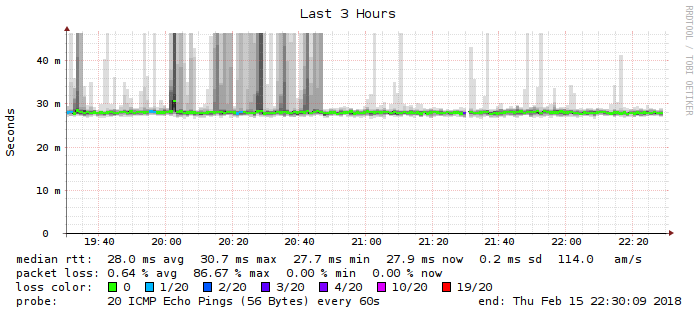 Last 3 Hours
RRDTOOL / TOBI OETIKER
Seconds
40 m
30 m
20 m
10 m
0
19:40 20:00 20:20 20:40 21:00 21:20 21:40 22:00 22:20
median rtt: 28.0 ms avg 30.7 ms max 27.7 ms min 27.9 ms now 0.2 ms sd 114.0 am/s
packet loss: 0.64 % avg 86.67 % max 0.00 % min 0.00 % now
loss color: 0 1/20 2/20 3/20 4/20 10/20 19/20
probe: 20 ICMP Echo Pings (56 Bytes) every 60s end: Thu Feb 15 22:30:09 2018